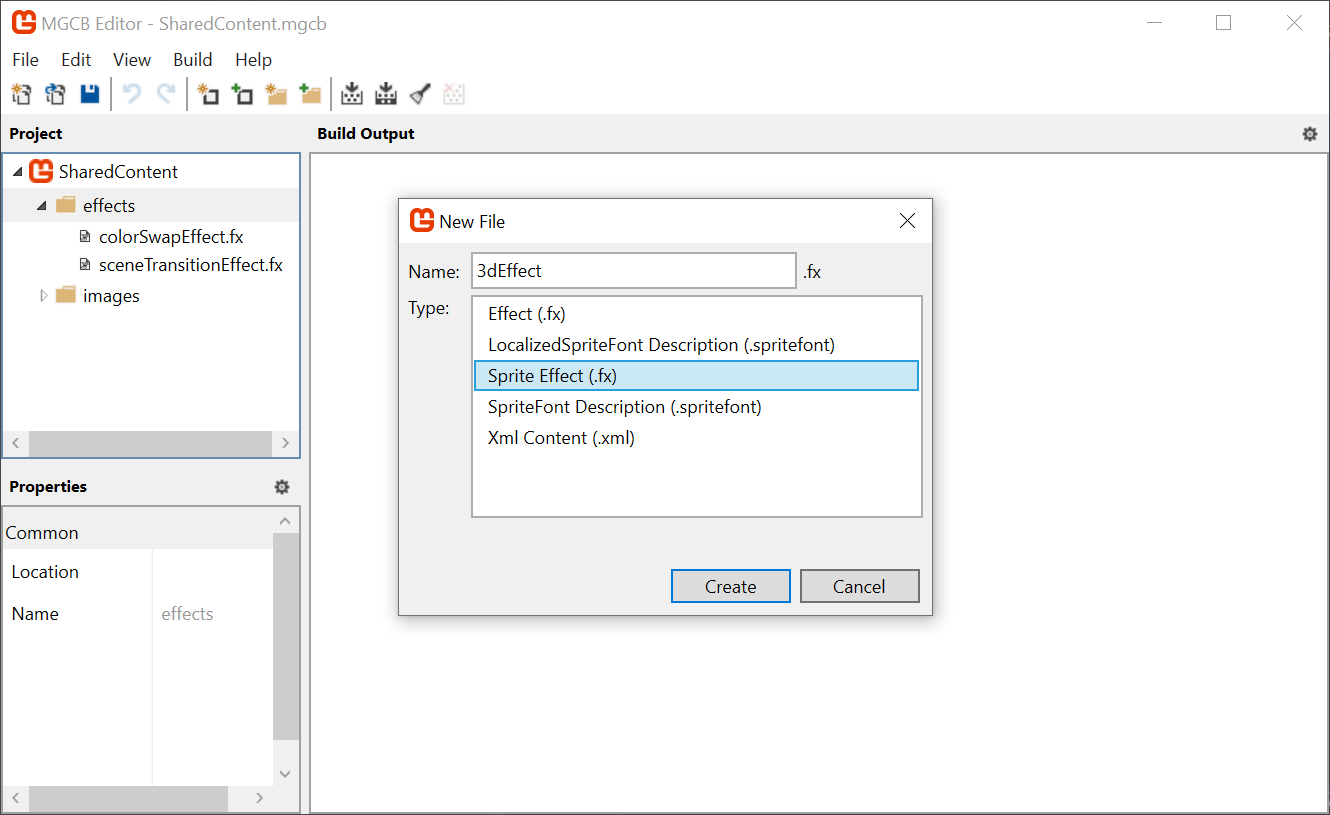 MGCB Editor - SharedContent.mgcb
File Edit View Build Help
Project
SharedContent
effects
colorSwapEffect.fx
sceneTransitionEffect.fx
images
Properties
Common
Location
Name effects
Build Output
New File
Name: 3dEffect .fx
Type:
Effect (.fx)
LocalizedSpriteFont Description (.spritefont)
Sprite Effect (.fx)
SpriteFont Description (.spritefont)
Xml Content (.xml)
Create Cancel